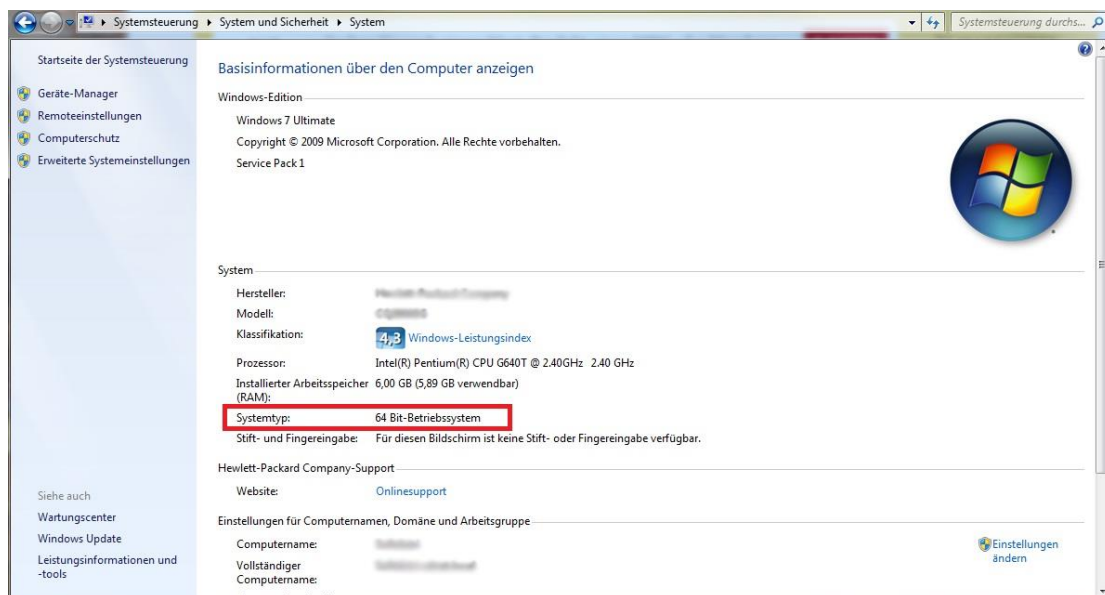 Systemsteuerung ▸ System und Sicherheit ▸ System
Systemsteuerung durchs...
Startseite der Systemsteuerung
Geräte-Manager
Remoteeinstellungen
Computerschutz
Erweiterte Systemeinstellungen
Basisinformationen über den Computer anzeigen
Windows-Edition
Windows 7 Ultimate
Copyright © 2009 Microsoft Corporation. Alle Rechte vorbehalten.
Service Pack 1
System
Hersteller:
Modell:
Klassifikation: 4,3 Windows-Leistungsindex
Prozessor: Intel(R) Pentium(R) CPU G640T @ 2.40GHz 2.40 GHz
Installierter Arbeitsspeicher 6,00 GB (5,89 GB verwendbar)
(RAM):
Systemtyp: 64 Bit-Betriebssystem
Stift- und Fingereingabe: Für diesen Bildschirm ist keine Stift- oder Fingereingabe verfügbar.
Hewlett-Packard Company-Support
Website: Onlinesupport
Einstellungen für Computernamen, Domäne und Arbeitsgruppe
Computername:
Vollständiger
Computername:
Einstellungen
ändern
Siehe auch
Wartungscenter
Windows Update
Leistungsinformationen und
-tools